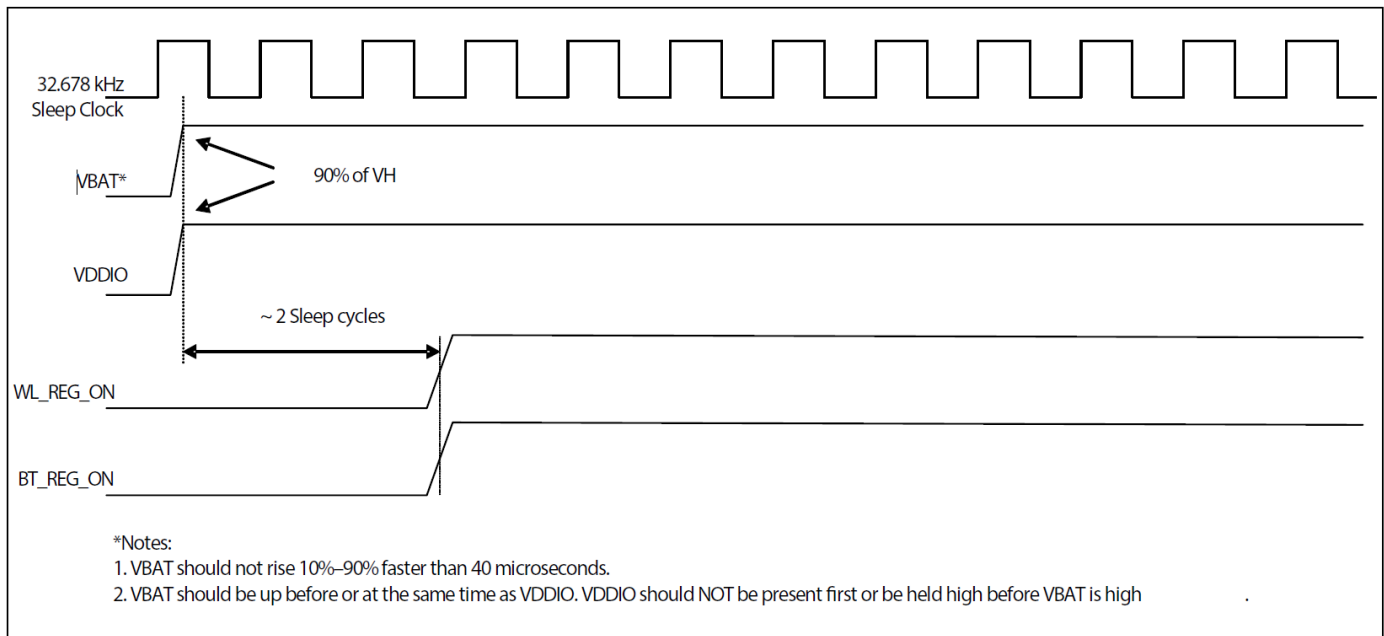 32.678 kHz
Sleep Clock
VBAT*
90% of VH
VDDIO
~ 2 Sleep cycles
WL_REG_ON
BT_REG_ON
*Notes:
1. VBAT should not rise 10%–90% faster than 40 microseconds.
2. VBAT should be up before or at the same time as VDDIO. VDDIO should NOT be present first or be held high before VBAT is high .